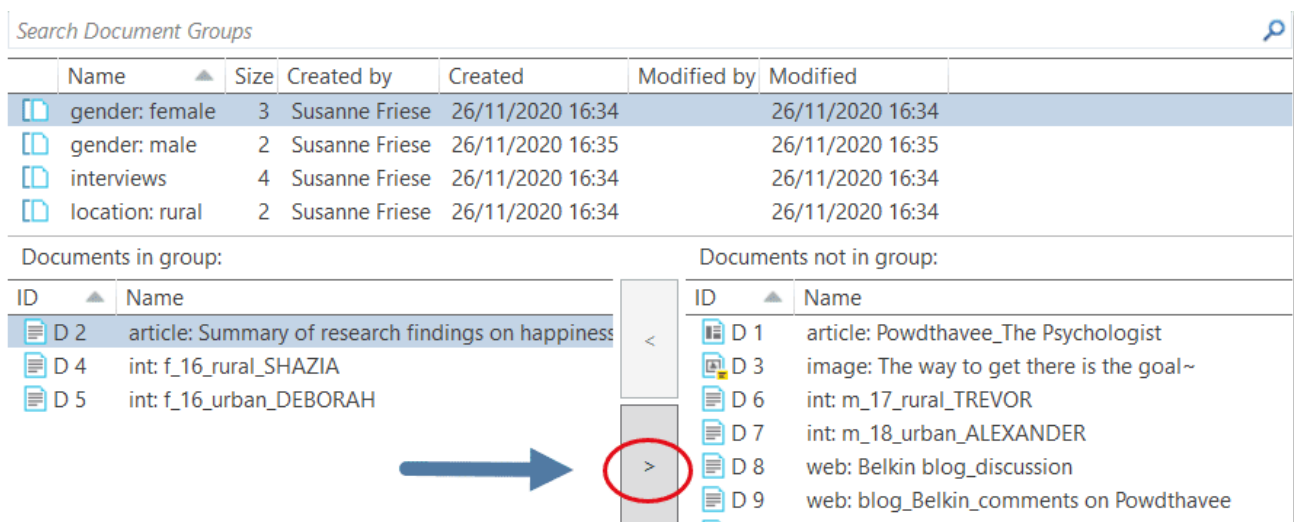 Search Document Groups
Name Size Created by Created Modified by Modified
gender: female 3 Susanne Friese 26/11/2020 16:34 26/11/2020 16:34
gender: male 2 Susanne Friese 26/11/2020 16:35 26/11/2020 16:35
interviews 4 Susanne Friese 26/11/2020 16:34 26/11/2020 16:34
location: rural 2 Susanne Friese 26/11/2020 16:34 26/11/2020 16:34
Documents in group:
ID Name
D 2 article: Summary of research findings on happiness
D 4 int: f_16_rural_SHAZIA
D 5 int: f_16_urban_DEBORAH
<
>
Documents not in group:
ID Name
D 1 article: Powdthavee_The Psychologist
D 3 image: The way to get there is the goal~
D 6 int: m_17_rural_TREVOR
D 7 int: m_18_urban_ALEXANDER
D 8 web: Belkin blog_discussion
D 9 web: blog_Belkin_comments on Powdthavee